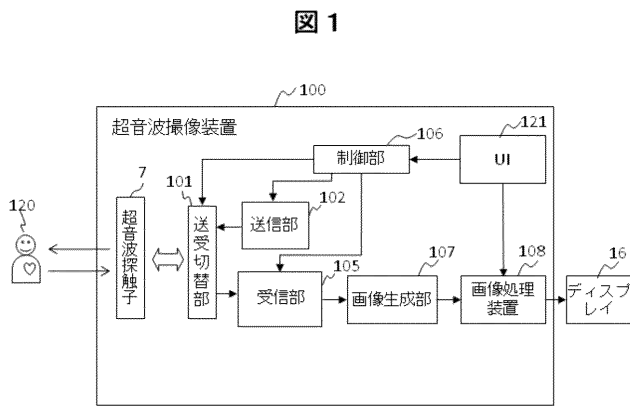 図1
100
超音波撮像装置
106
制御部
121
UI
7
超音波探触子
101
送受切替部
102
送信部
120
105
受信部
107
画像生成部
108
画像処理
装置
16
ディスプ
レイ